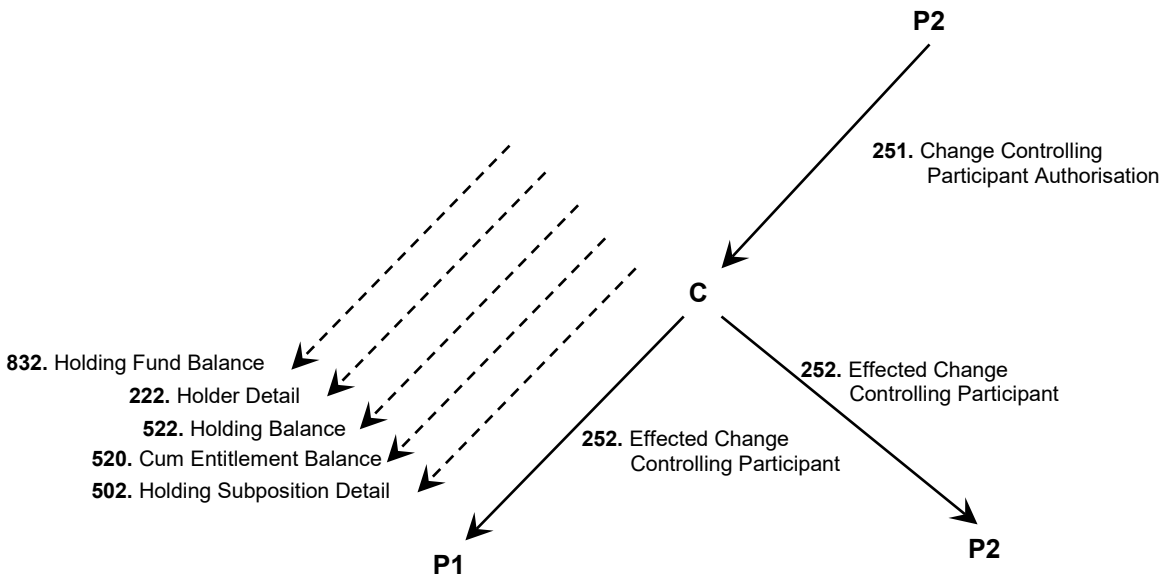 P2
251. Change Controlling
Participant Authorisation
C
832. Holding Fund Balance
222. Holder Detail
522. Holding Balance
520. Cum Entitlement Balance
502. Holding Subposition Detail
252. Effected Change
Controlling Participant
252. Effected Change
Controlling Participant
P1
P2